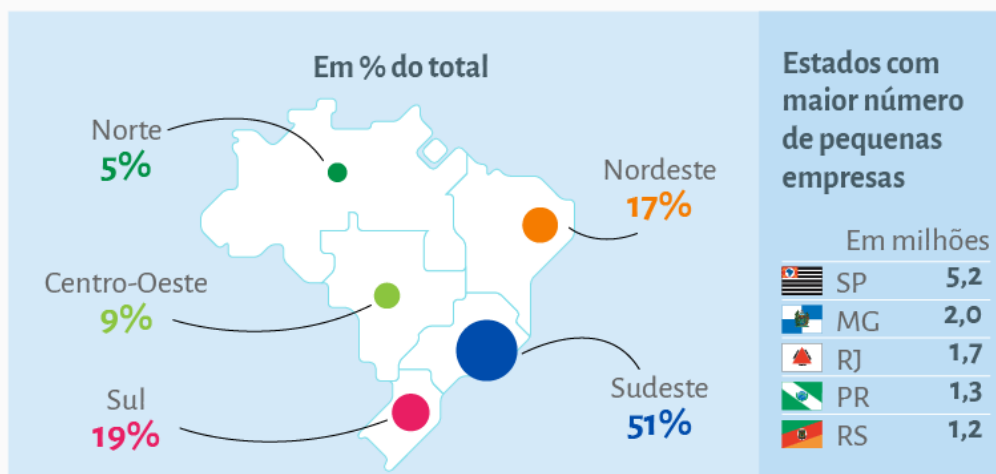 Em % do total
Norte
5%
Nordeste
17%
Centro-Oeste
9%
Sudeste
51%
Sul
19%
Estados com
maior número
de pequenas
empresas
Em milhões
SP 5,2
MG 2,0
RJ 1,7
PR 1,3
RS 1,2